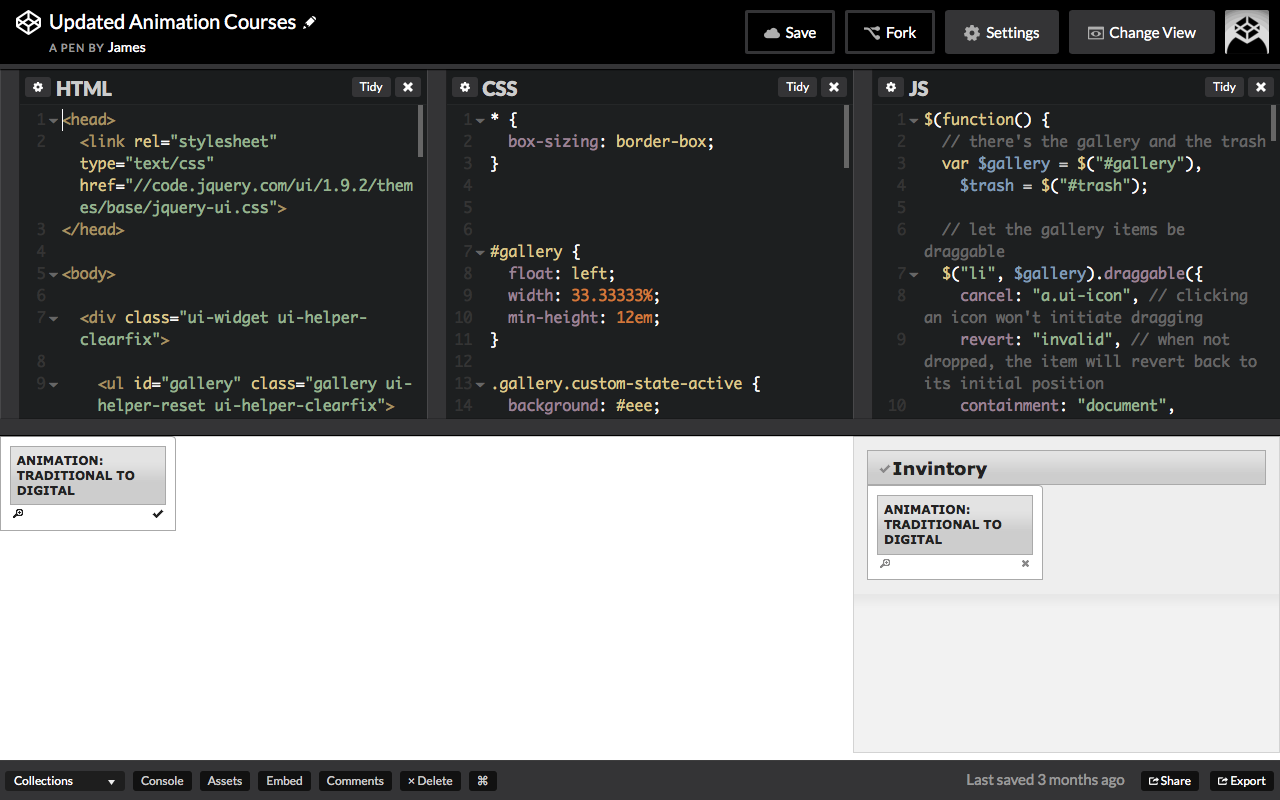 Updated Animation Courses
A PEN BY James
Save
Fork
Settings
Change View
HTML
Tidy
1 <head>
2 <link rel="stylesheet"
type="text/css"
href="//code.jquery.com/ui/1.9.2/them
es/base/jquery-ui.css">
3 </head>
4
5 <body>
6
7 <div class="ui-widget ui-helper-
clearfix">
8
9 <ul id="gallery" class="gallery ui-
helper-reset ui-helper-clearfix">
CSS
Tidy
1 * {
2 box-sizing: border-box;
3 }
4
5
6
7 #gallery {
8 float: left;
9 width: 33.33333%;
10 min-height: 12em;
11 }
12
13 .gallery.custom-state-active {
14 background: #eee;
JS
Tidy
1 $(function() {
2 // there's the gallery and the trash
3 var $gallery = $("#gallery"),
4 $trash = $("#trash");
5
6 // let the gallery items be
draggable
7 $("li", $gallery).draggable({
8 cancel: "a.ui-icon", // clicking
an icon won't initiate dragging
9 revert: "invalid", // when not
dropped, the item will revert back to
its initial position
10 containment: "document",
ANIMATION:
TRADITIONAL TO
DIGITAL
Invintory
ANIMATION:
TRADITIONAL TO
DIGITAL
Collections
Console
Assets
Embed
Comments
× Delete
⌘
Last saved 3 months ago
Share
Export